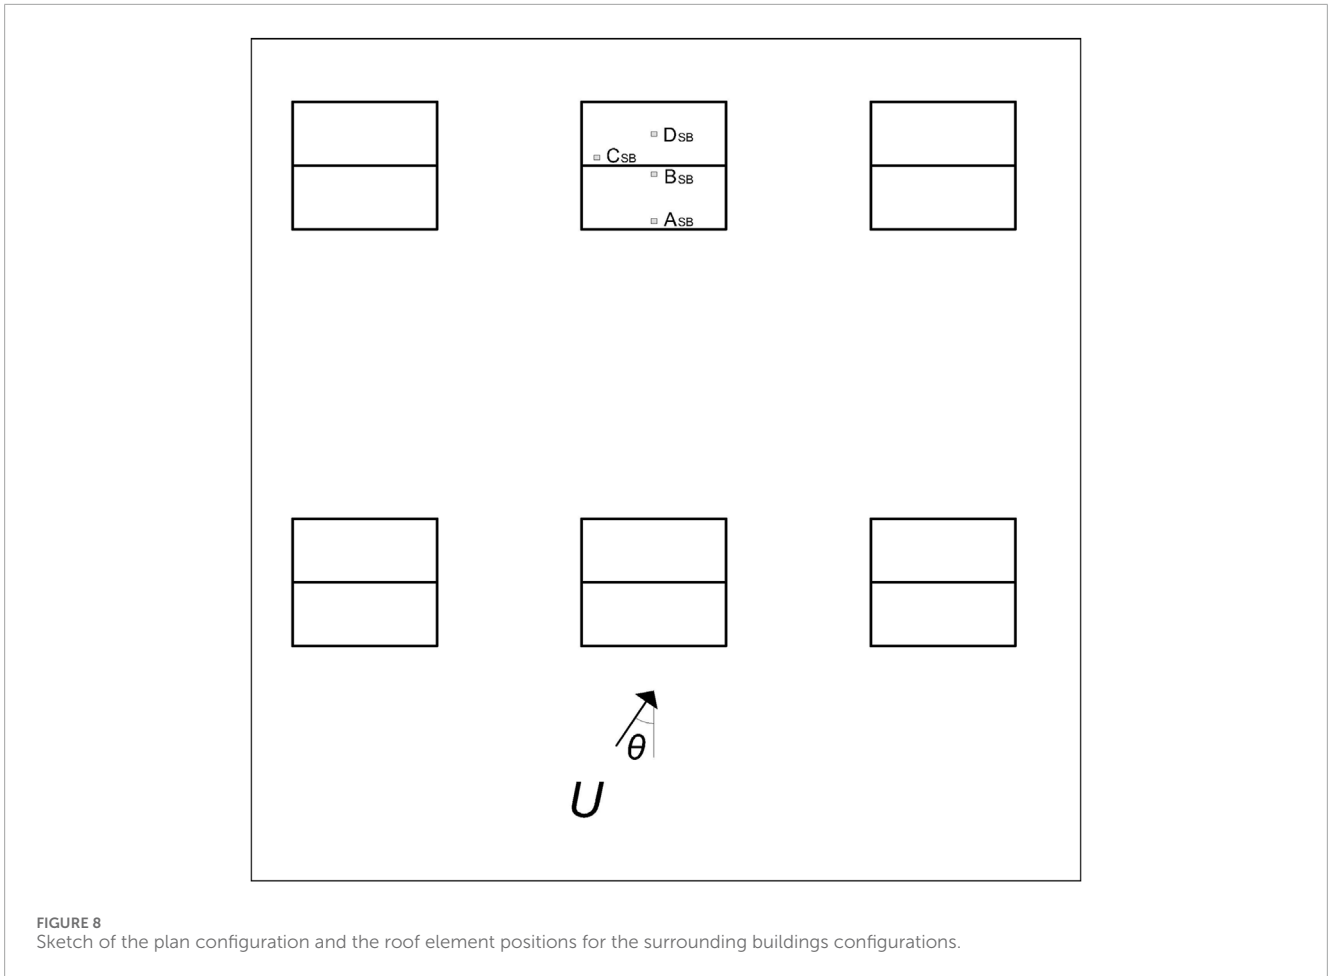 DSB
CSB
BSB
ASB
θ
U
FIGURE 8
Sketch of the plan configuration and the roof element positions for the surrounding buildings configurations.